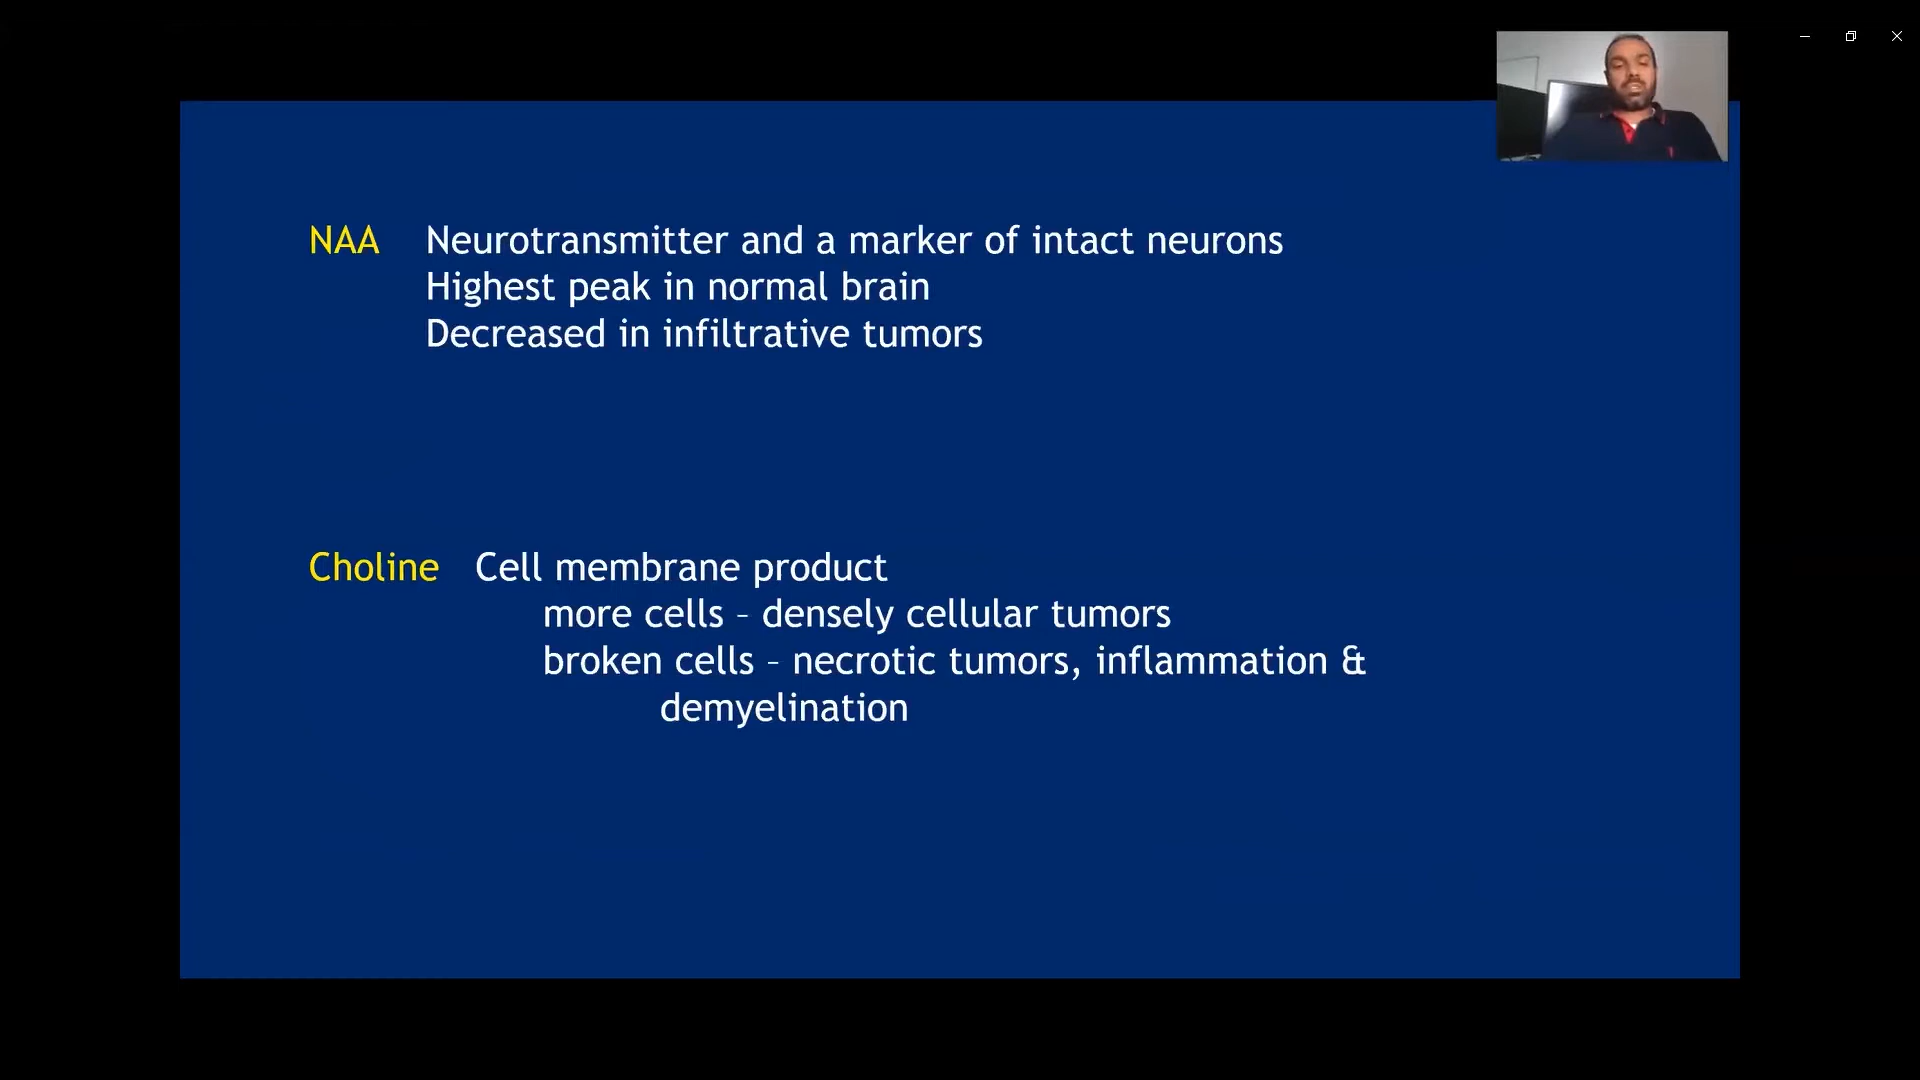 NAA Neurotransmitter and a marker of intact neurons
Highest peak in normal brain
Decreased in infiltrative tumors
Choline Cell membrane product
more cells – densely cellular tumors
broken cells – necrotic tumors, inflammation &
demyelination